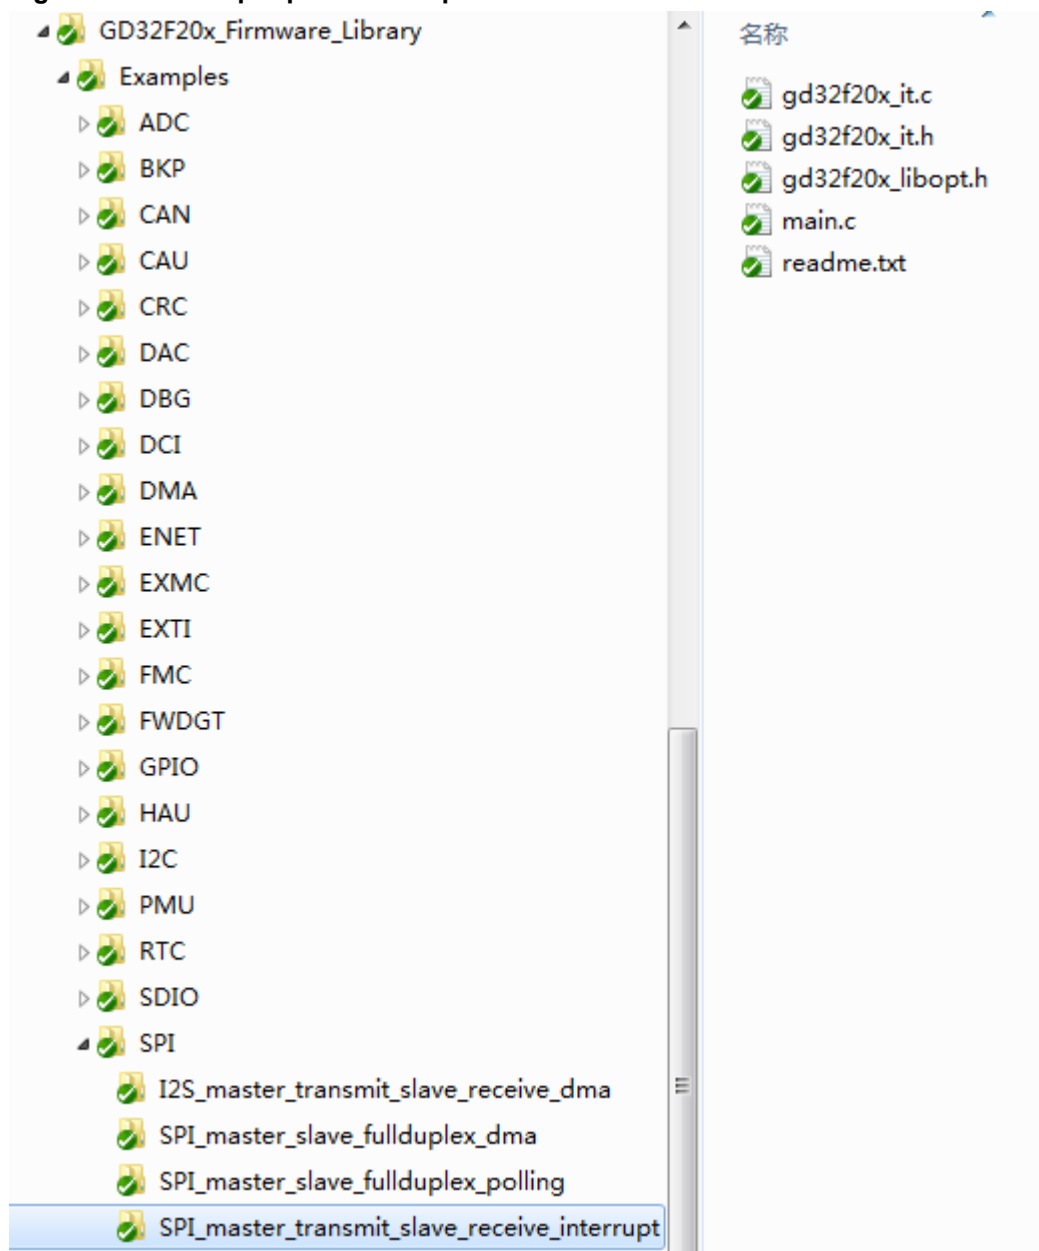 GD32F20x_Firmware_Library
Examples
ADC
BKP
CAN
CAU
CRC
DAC
DBG
DCI
DMA
ENET
EXMC
EXTI
FMC
FWDGT
GPIO
HAU
I2C
PMU
RTC
SDIO
SPI
I2S_master_transmit_slave_receive_dma
SPI_master_slave_fullduplex_dma
SPI_master_slave_fullduplex_polling
SPI_master_transmit_slave_receive_interrupt
名称
gd32f20x_it.c
gd32f20x_it.h
gd32f20x_libopt.h
main.c
readme.txt